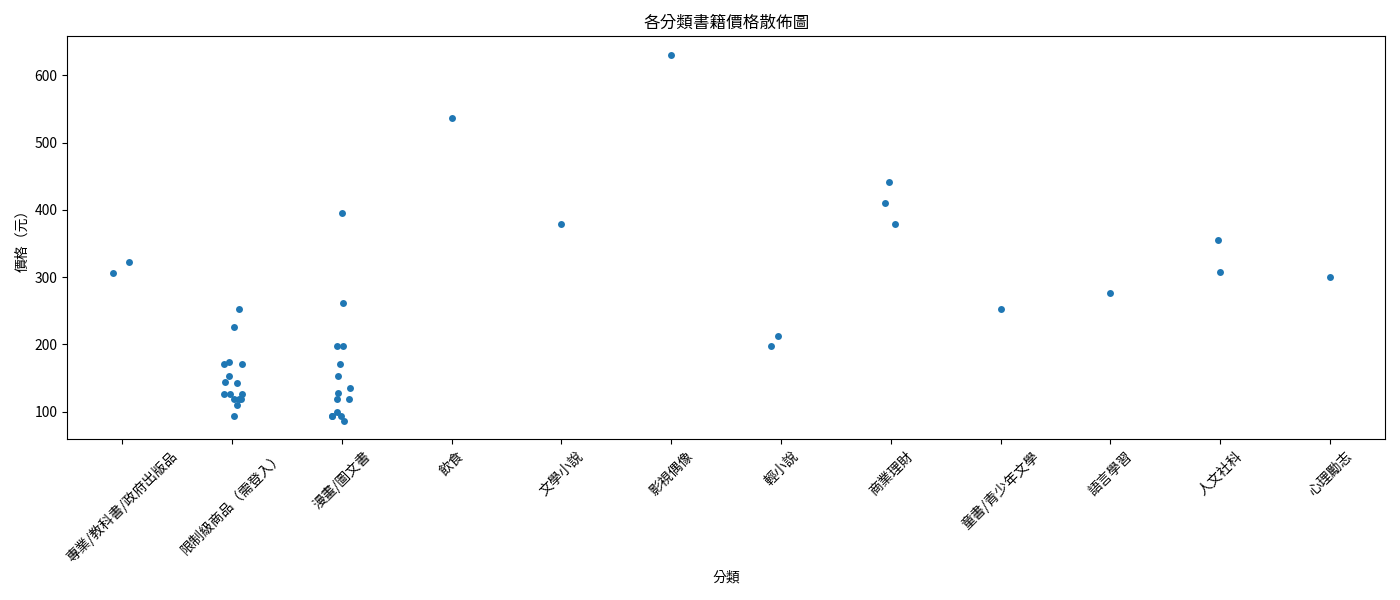 各分類書籍價格散佈圖
價格（元）
600
500
400
300
200
100
專業/教科書/政府出版品
限制級商品（需登入）
漫畫/圖文書
飲食
文學小說
影視偶像
輕小說
商業理財
童書/青少年文學
語言學習
人文社科
心理勵志
分類